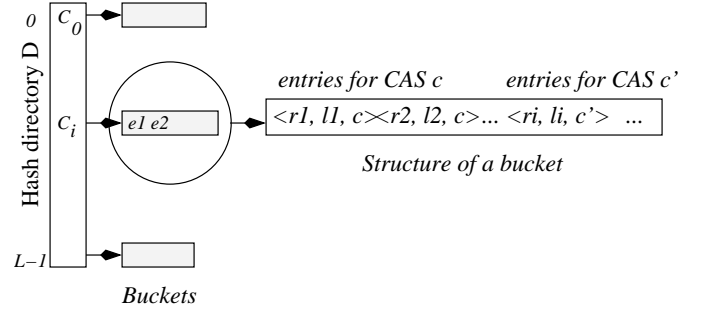 0
C0
Hash directory D
entries for CAS c entries for CAS c'
Ci
e1 e2
<r1, l1, c><r2, l2, c>... <ri, li, c'> ...
Structure of a bucket
L−1
Buckets